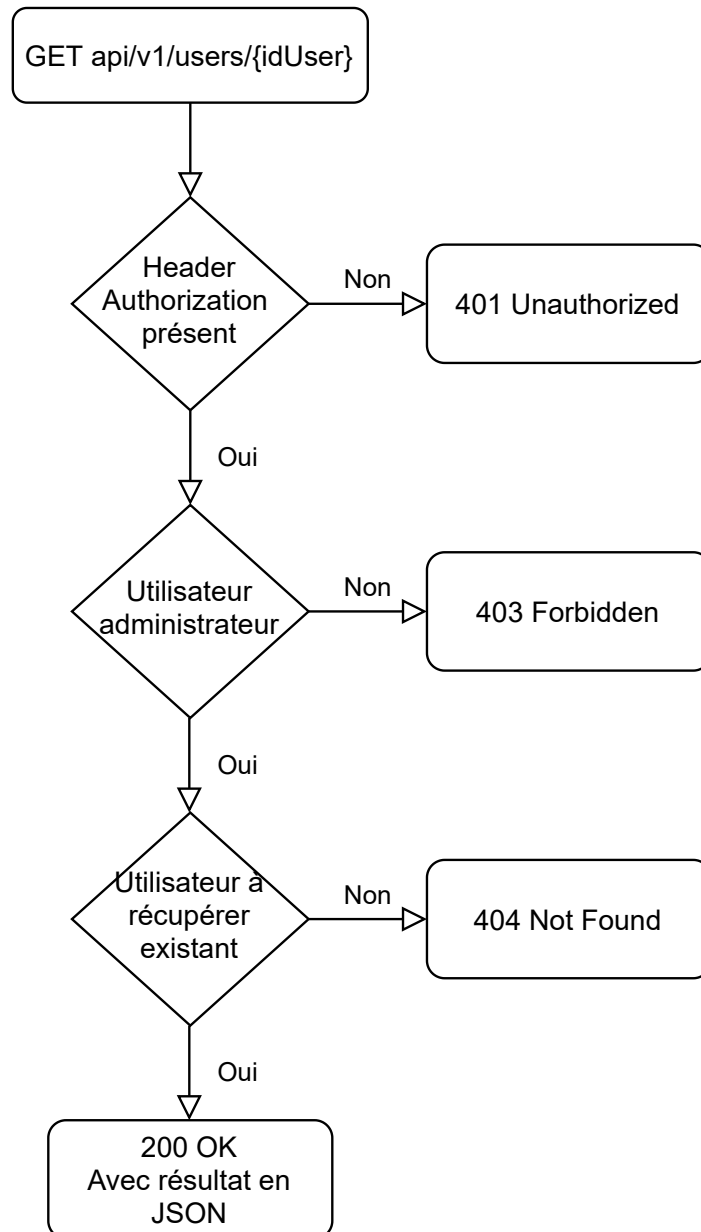 GET api/v1/users/{idUser}
Header
Authorization
présent
Non
401 Unauthorized
Oui
Utilisateur
administrateur
Non
403 Forbidden
Oui
Utilisateur à
récupérer
existant
Non
404 Not Found
Oui
200 OK
Avec résultat en
JSON